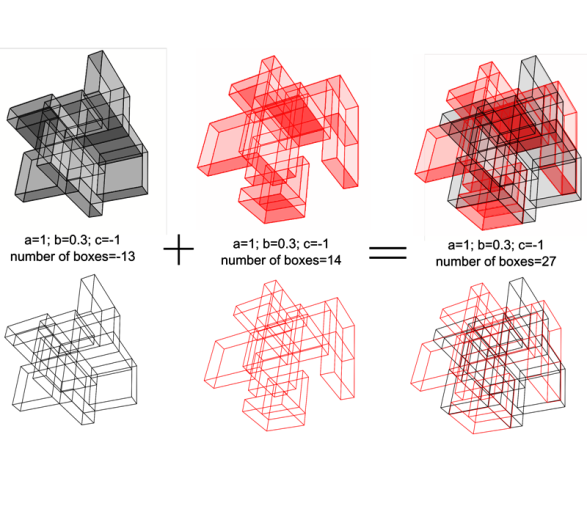 a=1; b=0.3; c=-1
number of boxes=-13
+
a=1; b=0.3; c=-1
number of boxes=14
=
a=1; b=0.3; c=-1
number of boxes=27